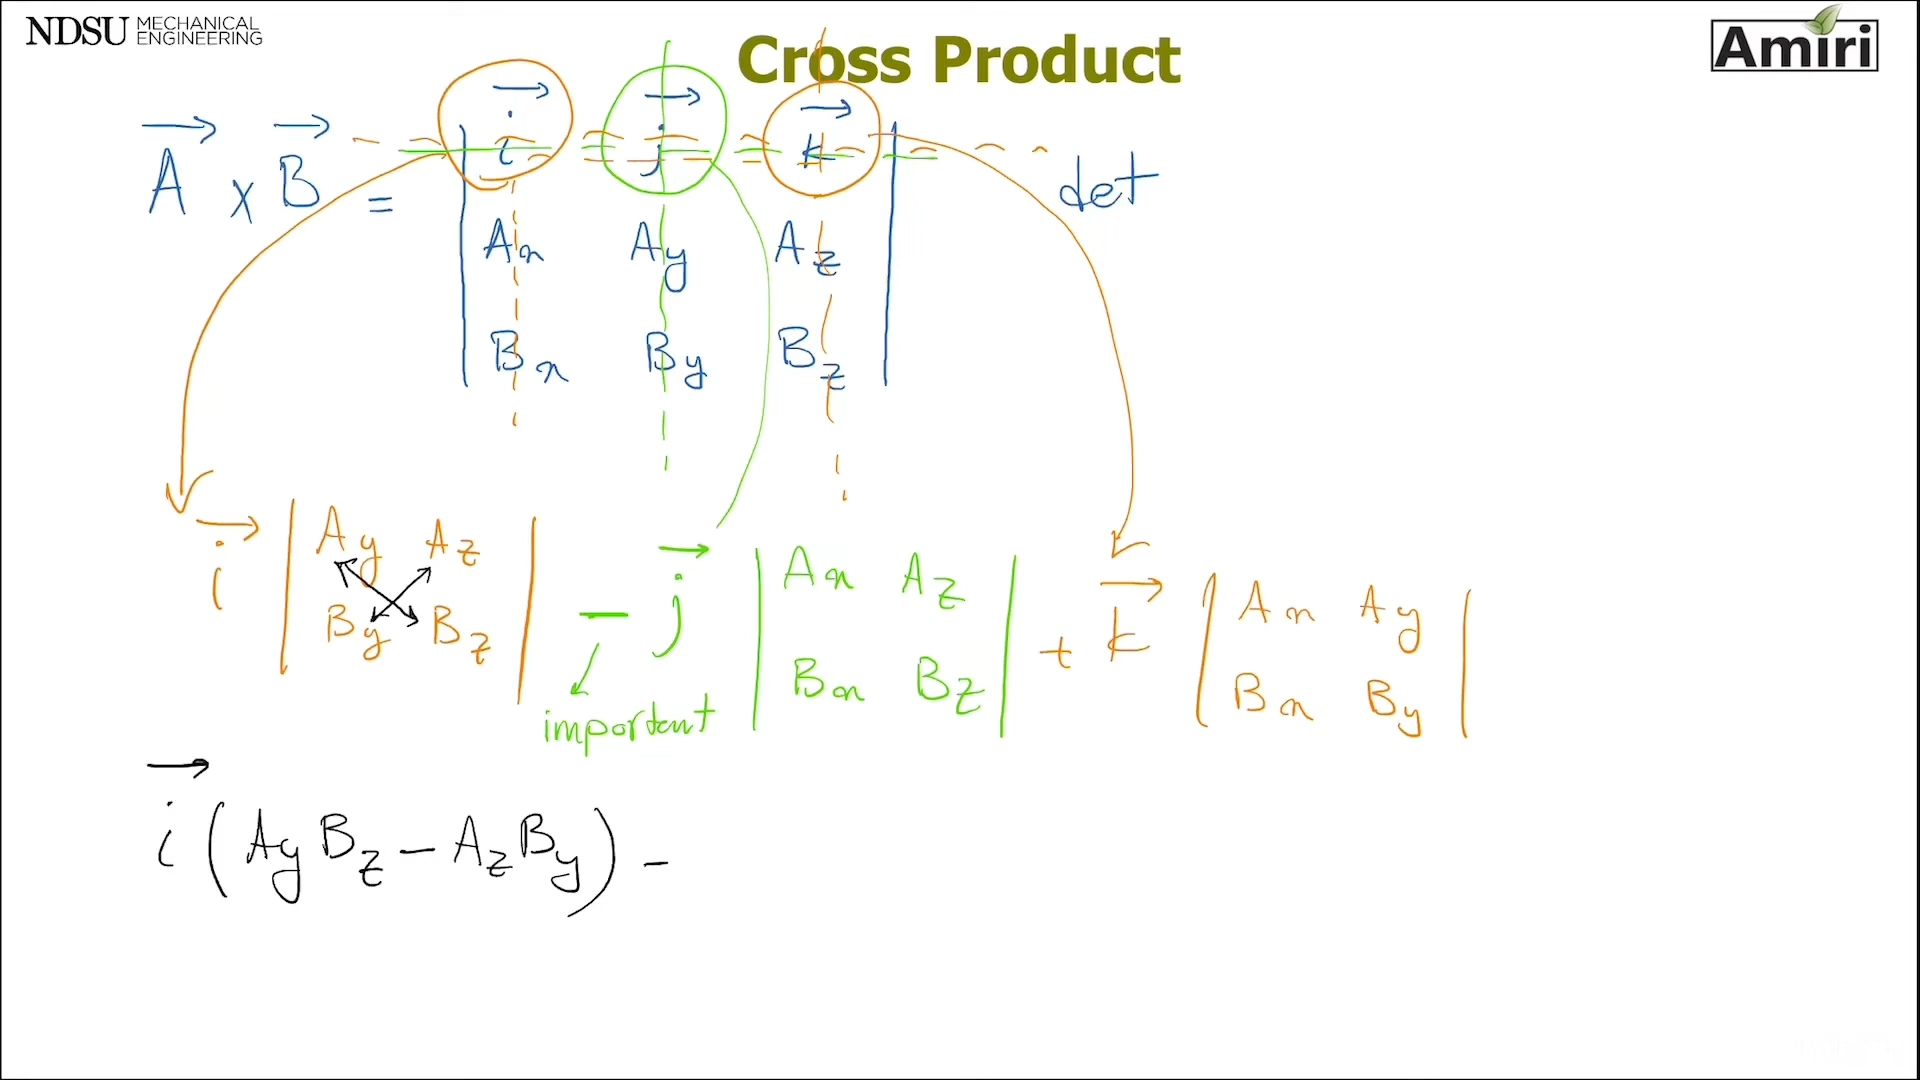 NDSU MECHANICAL ENGINEERING
Cross Product
Amiri
A x B = | i j k | det
Ax Ay Az
Bx By Bz
i | Ay Az | - j | Ax Az | + k | Ax Ay |
By Bz Bx Bz Bx By
important
i ( Ay Bz - Az By ) -